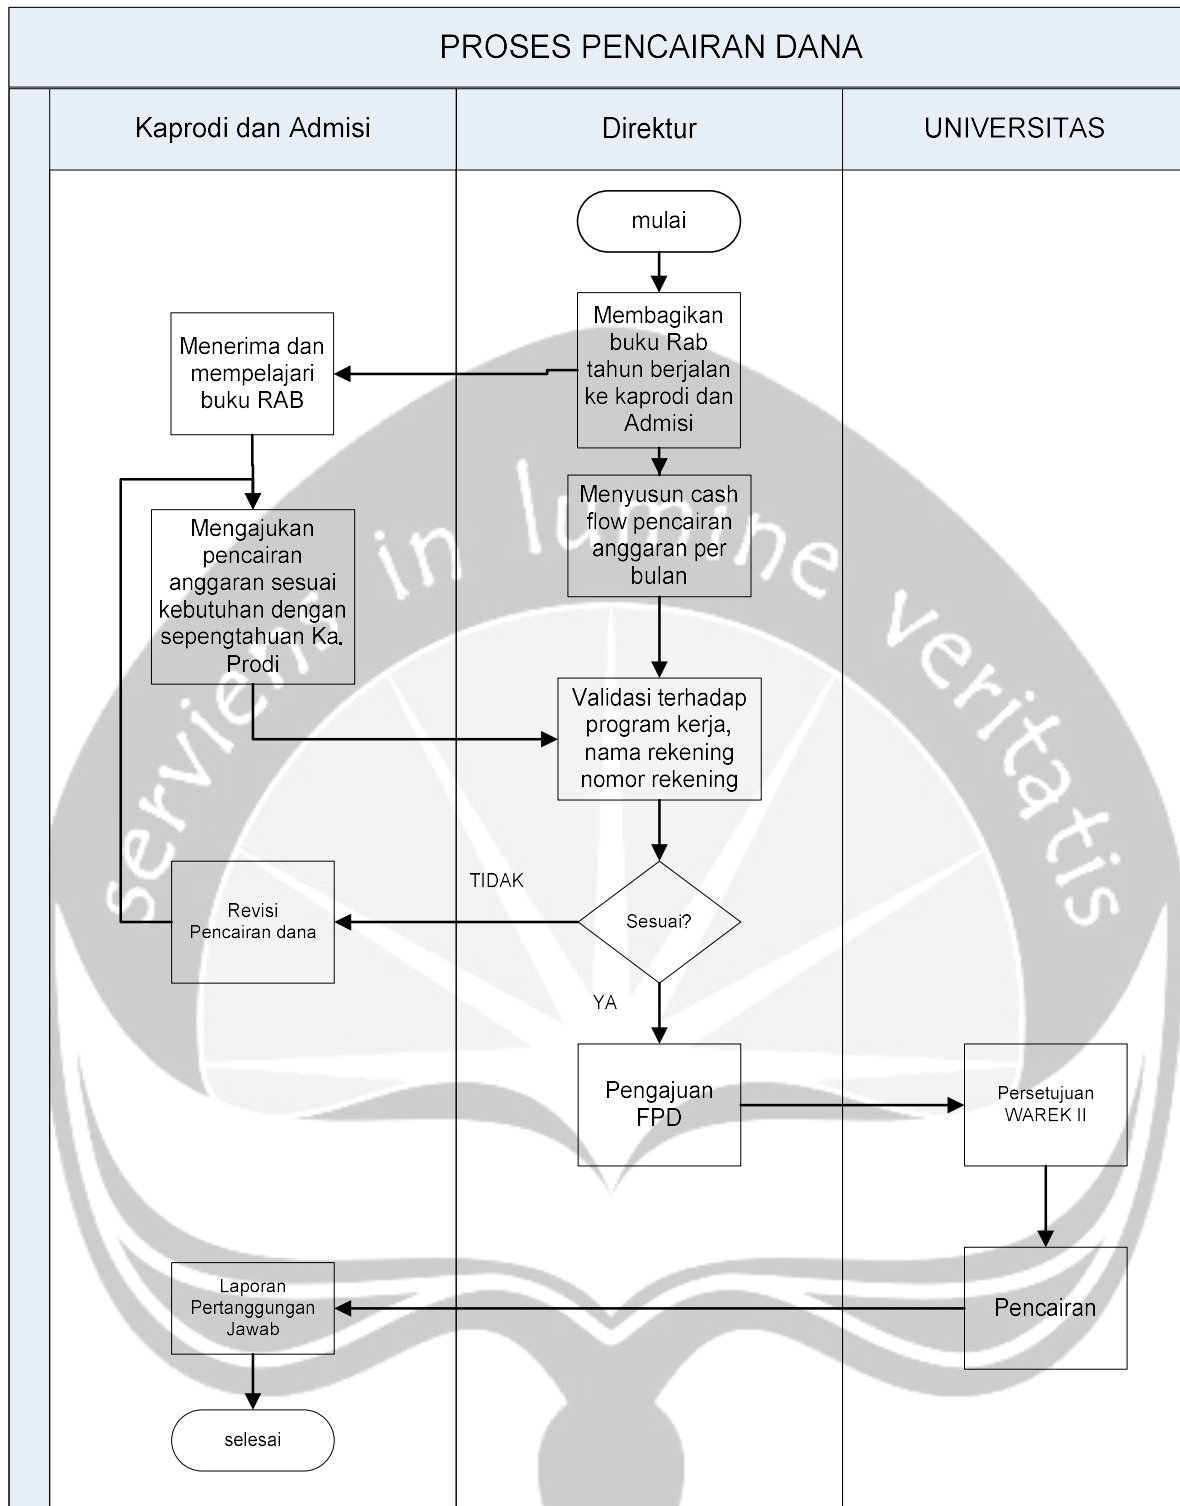 PROSES PENCAIRAN DANA
Kaprodi dan Admisi
Direktur
UNIVERSITAS
mulai
Membagikan
buku Rab
tahun berjalan
ke kaprodi dan
Admisi
Menerima dan
mempelajari
buku RAB
Menyusun cash
flow pencairan
anggaran per
bulan
Mengajukan
pencairan
anggaran sesuai
kebutuhan dengan
sepengtahuan Ka.
Prodi
Validasi terhadap
program kerja,
nama rekening
nomor rekening
TIDAK
Sesuai?
Revisi
Pencairan dana
YA
Pengajuan
FPD
Persetujuan
WAREK II
Pencairan
Laporan
Pertanggungan
Jawab
selesai
serviens in lumine veritatis